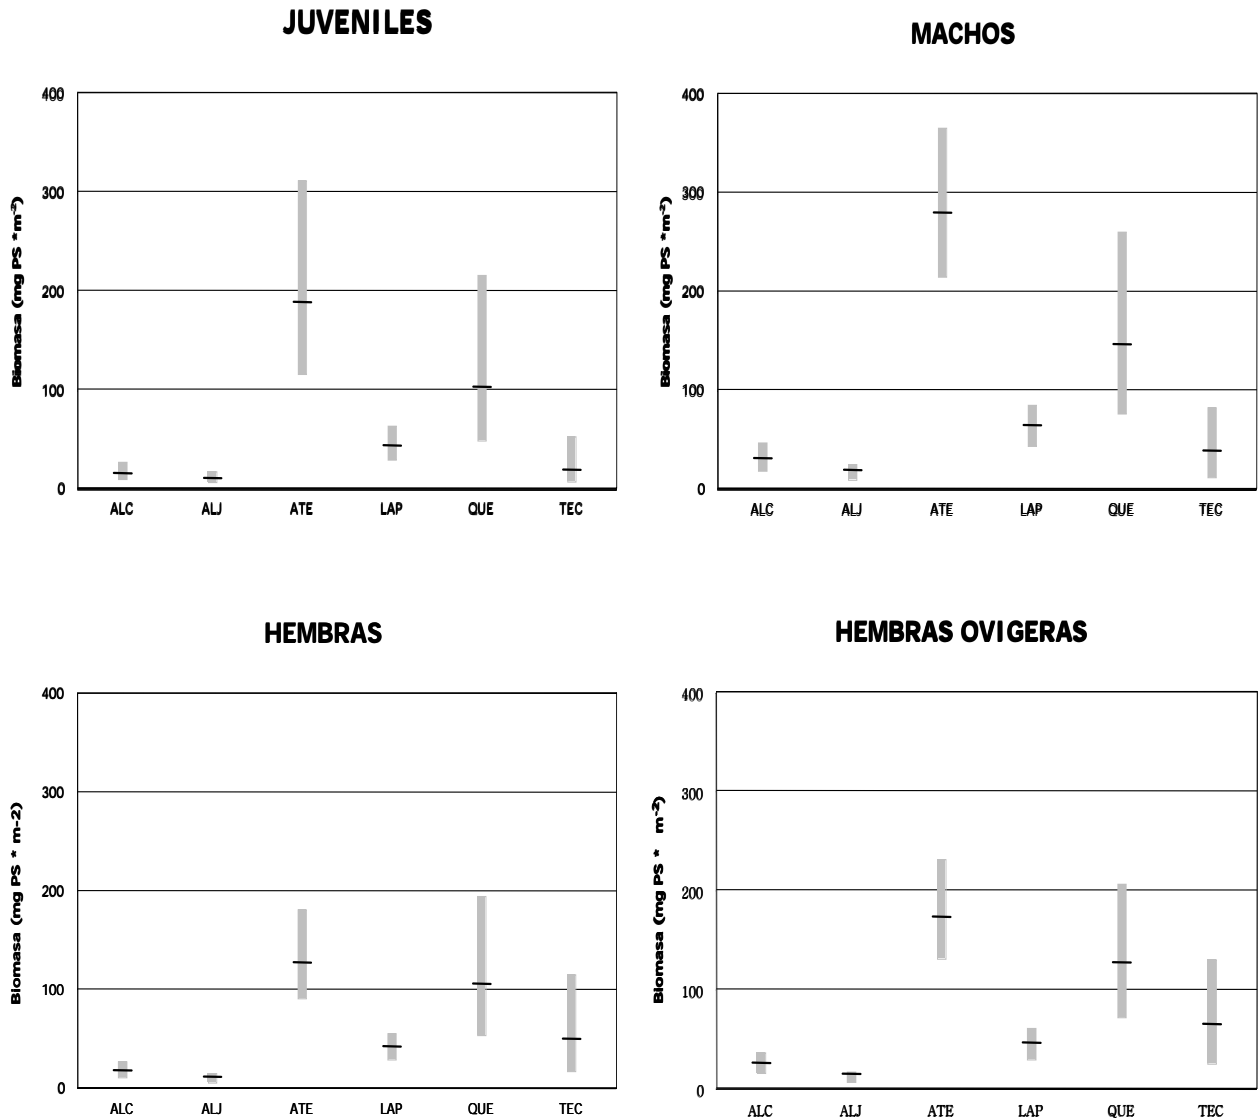 JUVENILES
Biomasa (mg PS *m-²)
400
300
200
100
0
ALC ALJ ATE LAP QUE TEC
MACHOS
Biomasa (mg PS *m-²)
400
300
200
100
0
ALC ALJ ATE LAP QUE TEC
HEMBRAS
Biomasa (mg PS * m-2)
400
300
200
100
0
ALC ALJ ATE LAP QUE TEC
HEMBRAS OVIGERAS
Biomasa (mg PS * m-²)
400
300
200
100
0
ALC ALJ ATE LAP QUE TEC